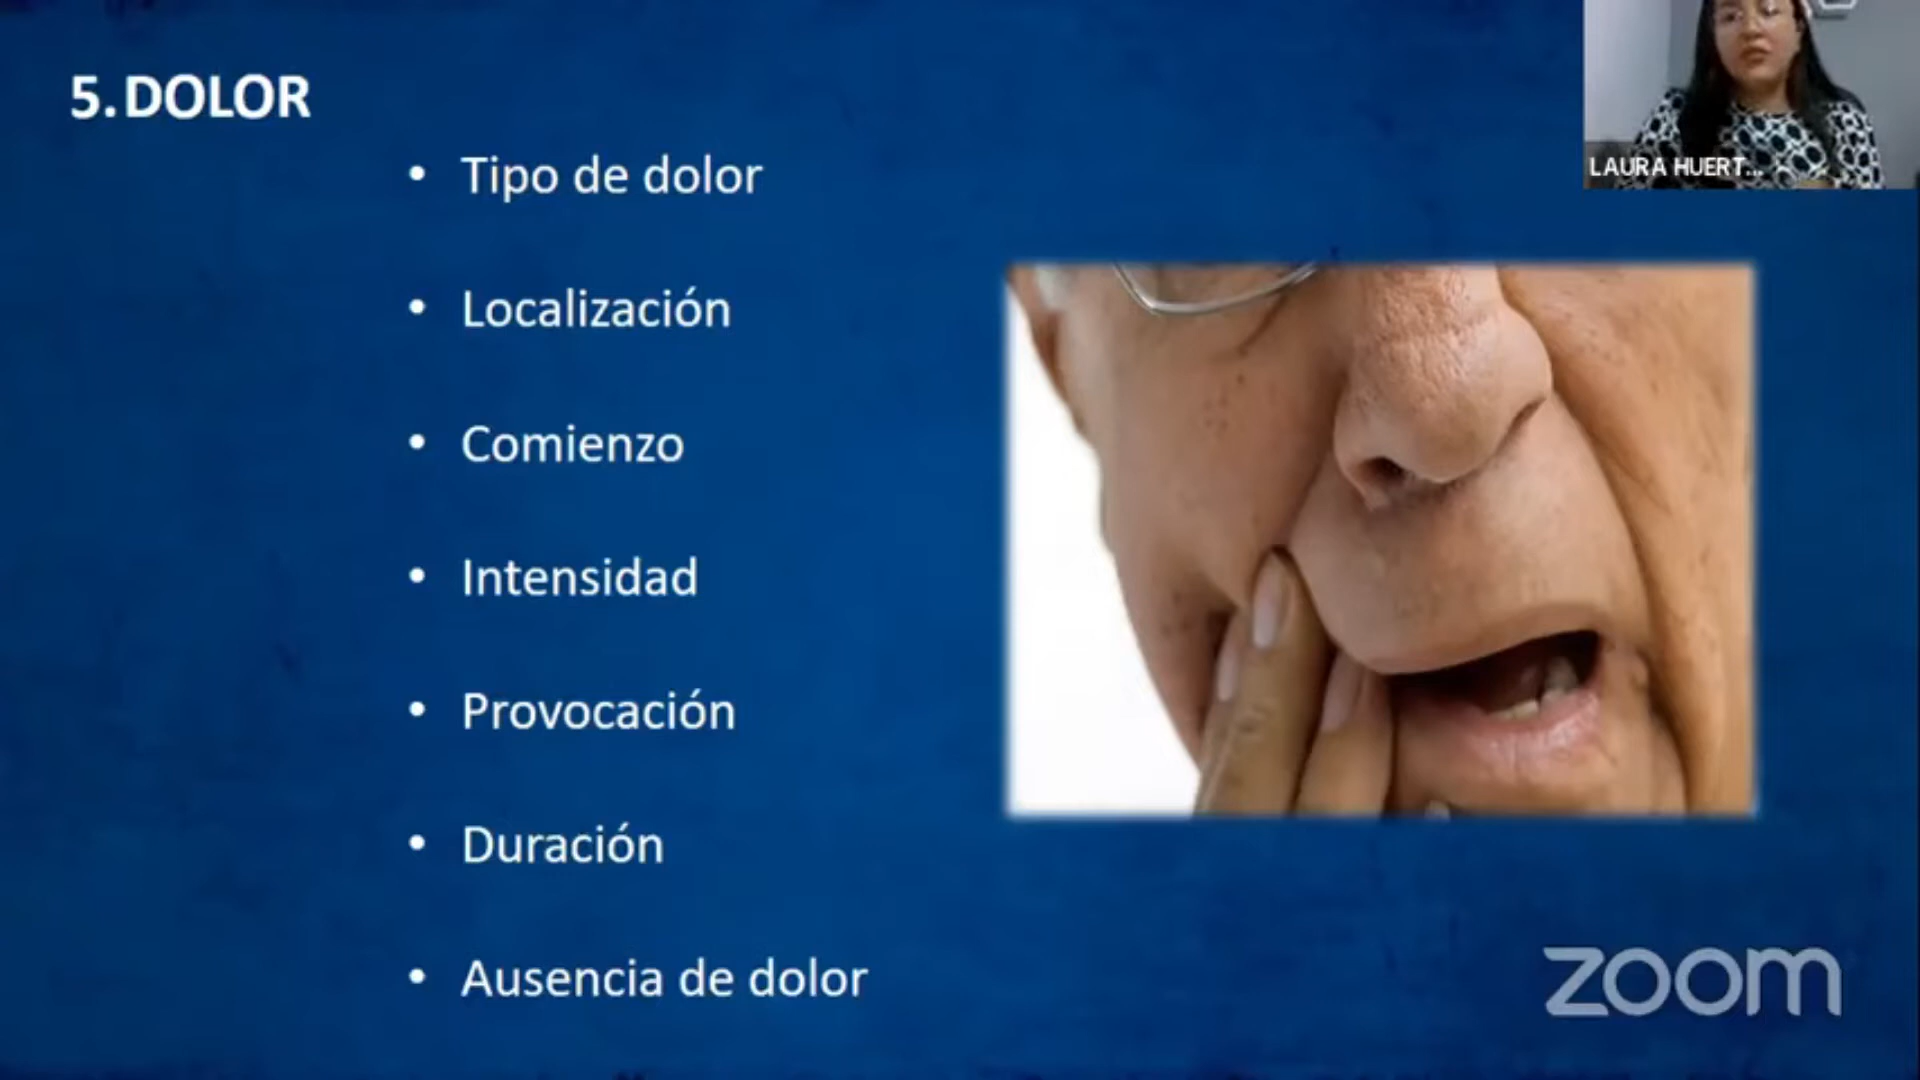 5. DOLOR
LAURA HUERT...
• Tipo de dolor
• Localización
• Comienzo
• Intensidad
• Provocación
• Duración
• Ausencia de dolor
zoom